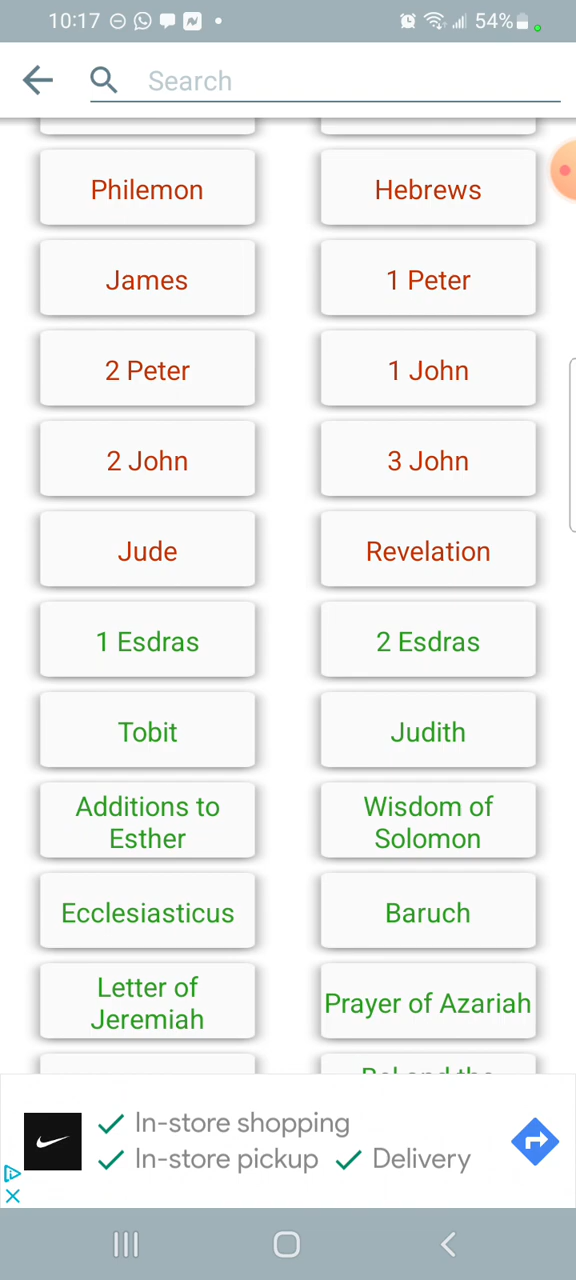 10:17 54%
Search
Philemon Hebrews
James 1 Peter
2 Peter 1 John
2 John 3 John
Jude Revelation
1 Esdras 2 Esdras
Tobit Judith
Additions to
Esther
Wisdom of
Solomon
Ecclesiasticus Baruch
Letter of
Jeremiah
Prayer of Azariah
In-store shopping
In-store pickup Delivery